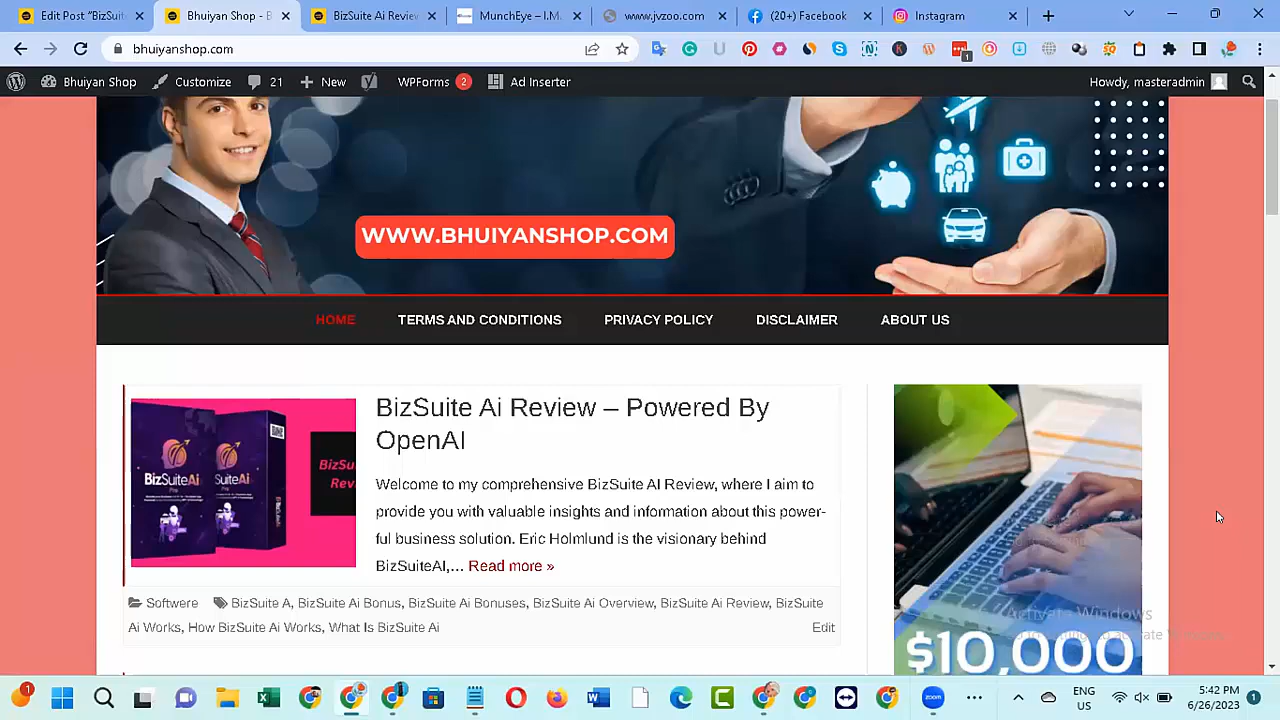 Edit Post "BizSuit
Bhuiyan Shop - B
BizSuite Ai Review
MunchEye – I.M.
www.jvzoo.com
(20+) Facebook
Instagram
bhuiyanshop.com
1
Bhuiyan Shop
Customize
21
New
WPForms 2
Ad Inserter
Howdy, masteradmin
WWW.BHUIYANSHOP.COM
HOME
TERMS AND CONDITIONS
PRIVACY POLICY
DISCLAIMER
ABOUT US
BizSuite Ai Review – Powered By
OpenAI
BizSuiteAi
Welcome to my comprehensive BizSuite AI Review, where I aim to
provide you with valuable insights and information about this power-
ful business solution. Eric Holmlund is the visionary behind
BizSuiteAI,… Read more »
Softwere
BizSuite A, BizSuite Ai Bonus, BizSuite Ai Bonuses, BizSuite Ai Overview, BizSuite Ai Review, BizSuite
Ai Works, How BizSuite Ai Works, What Is BizSuite Ai
Edit
Activate Windows
$10,000
1
zoom
ENG
US
5:42 PM
6/26/2023
1